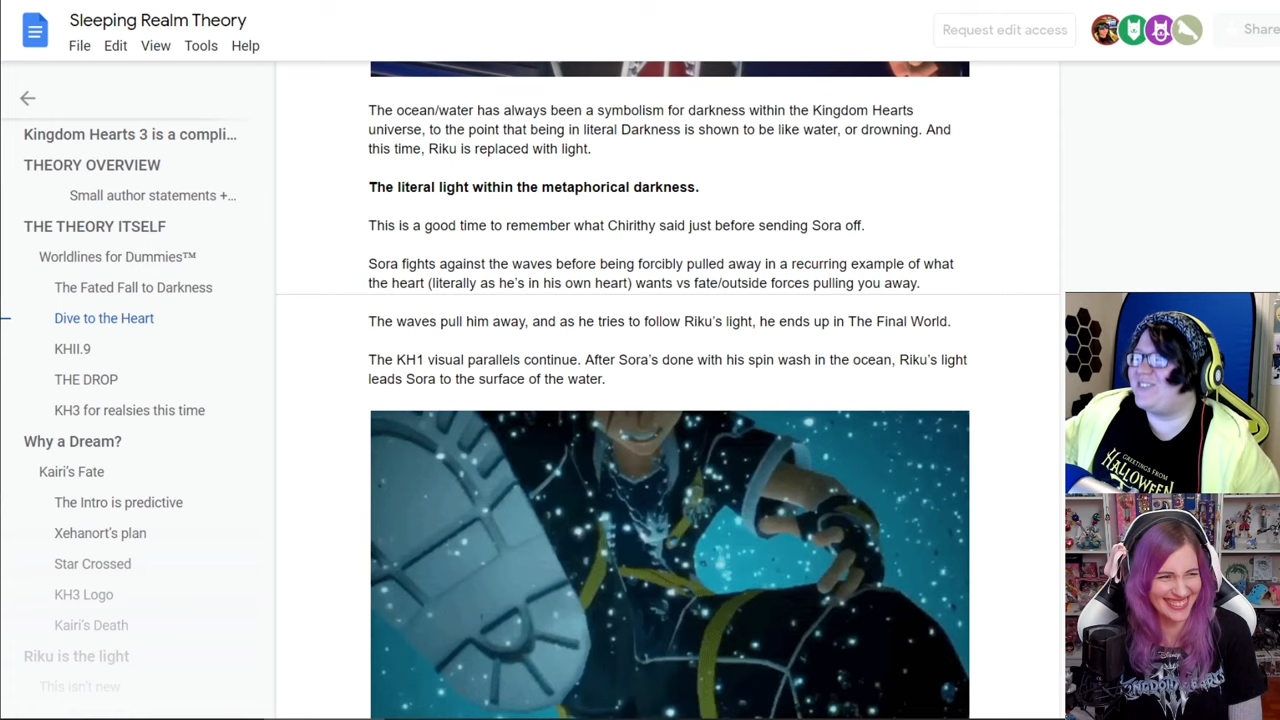 Sleeping Realm Theory
File Edit View Tools Help
Request edit access
Share
Kingdom Hearts 3 is a compli...
THEORY OVERVIEW
Small author statements +...
THE THEORY ITSELF
Worldlines for Dummies™
The Fated Fall to Darkness
Dive to the Heart
KHII.9
THE DROP
KH3 for realsies this time
Why a Dream?
Kairi's Fate
The Intro is predictive
Xehanort's plan
Star Crossed
KH3 Logo
Kairi's Death
Riku is the light
This isn't new
The ocean/water has always been a symbolism for darkness within the Kingdom Hearts
universe, to the point that being in literal Darkness is shown to be like water, or drowning. And
this time, Riku is replaced with light.
The literal light within the metaphorical darkness.
This is a good time to remember what Chirithy said just before sending Sora off.
Sora fights against the waves before being forcibly pulled away in a recurring example of what
the heart (literally as he's in his own heart) wants vs fate/outside forces pulling you away.
The waves pull him away, and as he tries to follow Riku's light, he ends up in The Final World.
The KH1 visual parallels continue. After Sora's done with his spin wash in the ocean, Riku's light
leads Sora to the surface of the water.
GREETINGS FROM
HALLOWEEN
Disney
KINGDOM HEARTS